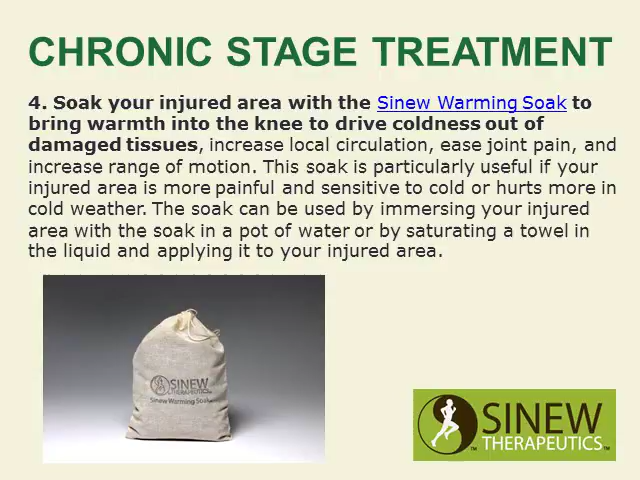 CHRONIC STAGE TREATMENT
4. Soak your injured area with the Sinew Warming Soak to
bring warmth into the knee to drive coldness out of
damaged tissues, increase local circulation, ease joint pain, and
increase range of motion. This soak is particularly useful if your
injured area is more painful and sensitive to cold or hurts more in
cold weather. The soak can be used by immersing your injured
area with the soak in a pot of water or by saturating a towel in
the liquid and applying it to your injured area.
SINEW
THERAPEUTICS
Sinew Warming Soak
SINEW
™ THERAPEUTICS™